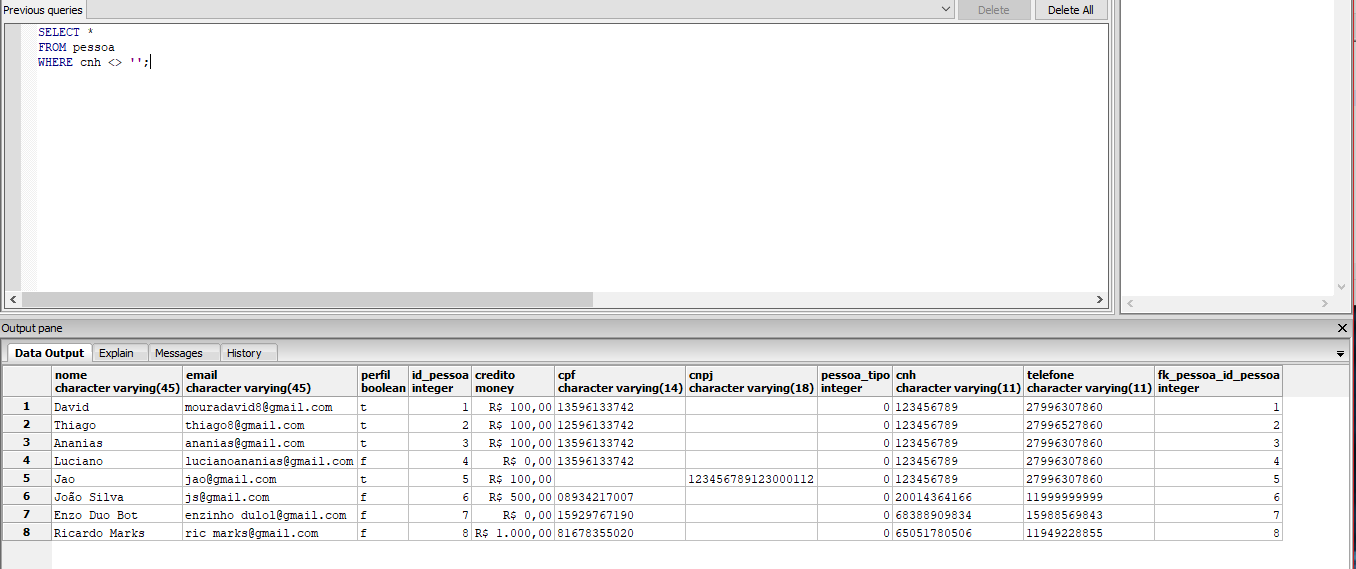 Previous queries Delete Delete All
SELECT *
FROM pessoa
WHERE cnh <> '';
Output pane
Data Output Explain Messages History
nome email perfil id_pessoa credito cpf cnpj pessoa_tipo cnh telefone fk_pessoa_id_pessoa
character varying(45) character varying(45) boolean integer money character varying(14) character varying(18) integer character varying(11) character varying(11) integer
1 David mouradavid8@gmail.com t 1 R$ 100,00 13596133742 0 123456789 27996307860 1
2 Thiago thiago8@gmail.com t 2 R$ 100,00 12596133742 0 123456789 27996527860 2
3 Ananias ananias@gmail.com t 3 R$ 100,00 13596133742 0 123456789 27996307860 3
4 Luciano lucianoananias@gmail.com f 4 R$ 0,00 13596133742 0 123456789 27996307860 4
5 Jao jao@gmail.com t 5 R$ 100,00 123456789123000112 0 123456789 27996307860 5
6 João Silva js@gmail.com f 6 R$ 500,00 08934217007 0 20014364166 11999999999 6
7 Enzo Duo Bot enzinho_dulol@gmail.com f 7 R$ 0,00 15929767190 0 68388909834 15988569843 7
8 Ricardo Marks ric_marks@gmail.com f 8 R$ 1.000,00 81678355020 0 65051780506 11949228855 8